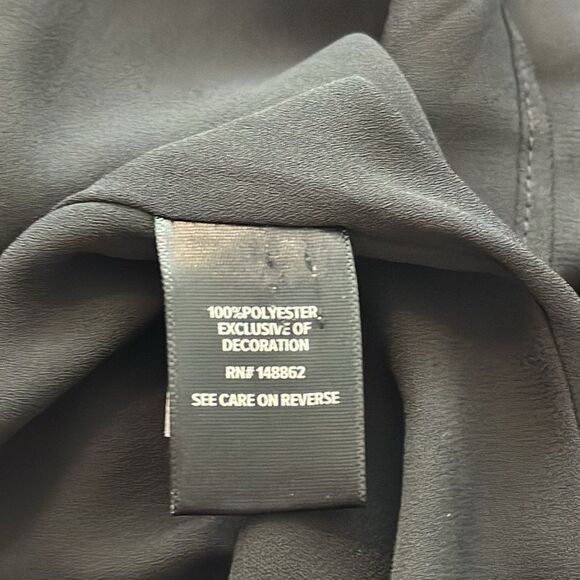 100%POLYESTER
EXCLUSIVE OF
DECORATION
RN# 148862
SEE CARE ON REVERSE